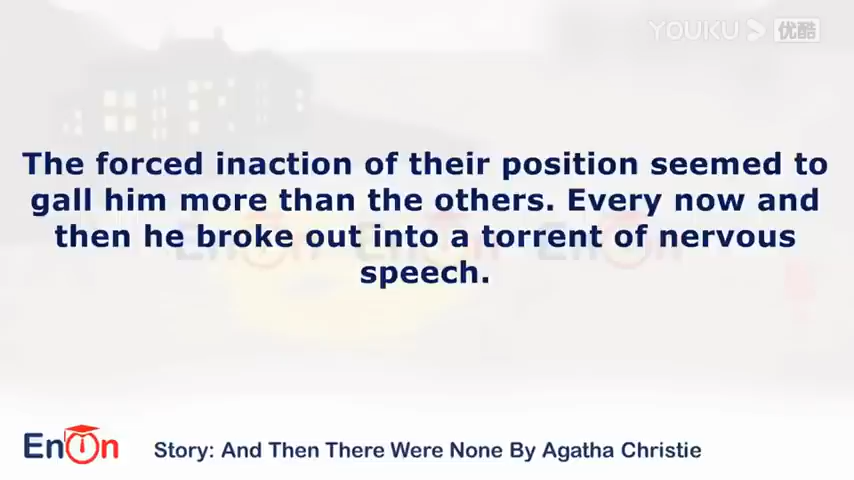 YOUKU 优酷
The forced inaction of their position seemed to
gall him more than the others. Every now and
then he broke out into a torrent of nervous
speech.
EnOn
Story: And Then There Were None By Agatha Christie